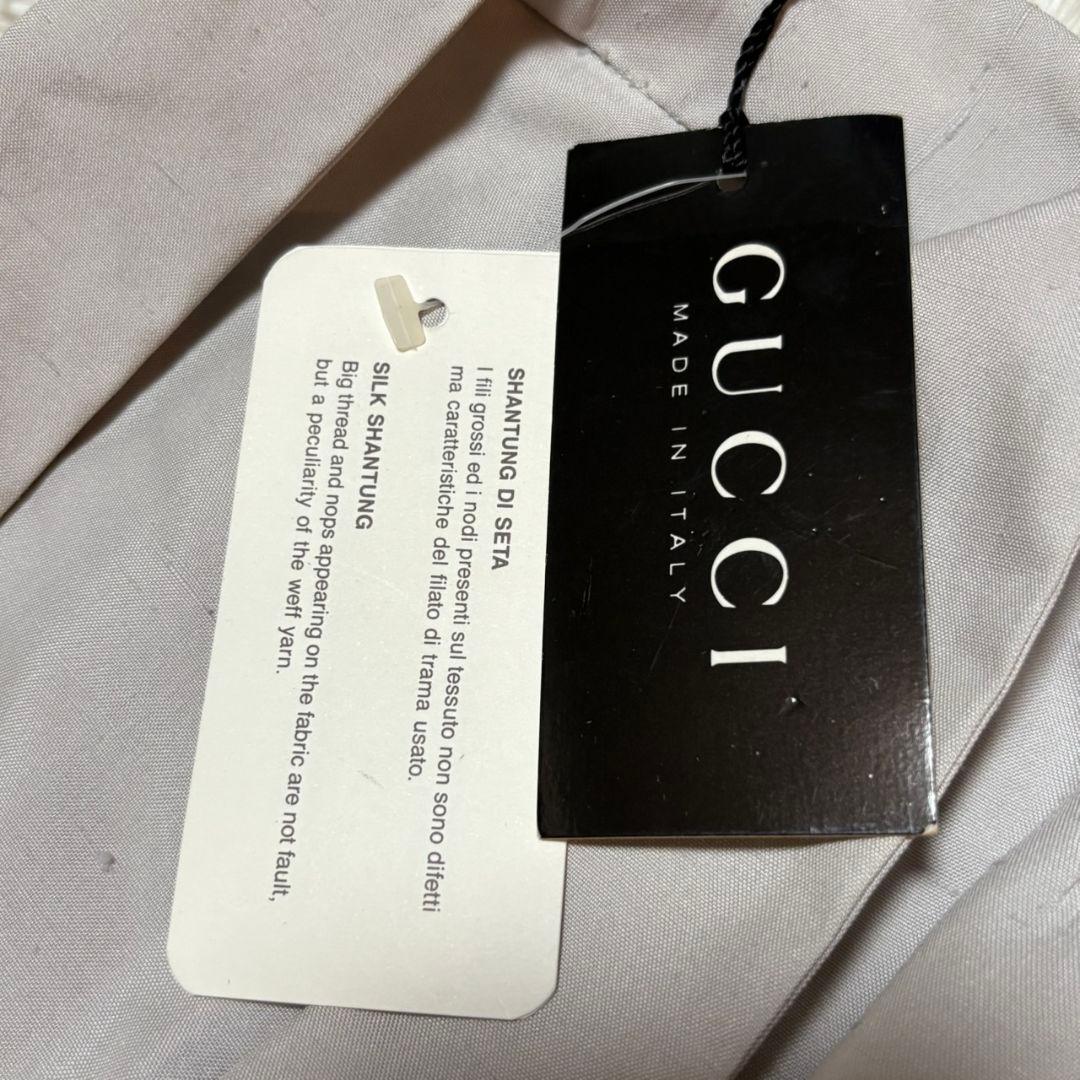 GUCCI
MADE IN ITALY
SHANTUNG DI SETA
I fili grossi ed i nodi presenti sul tessuto non sono difetti
ma caratteristiche del filato di trama usato.
SILK SHANTUNG
Big thread and nops appearing on the fabric are not fault,
but a peculiarity of the weff yarn.